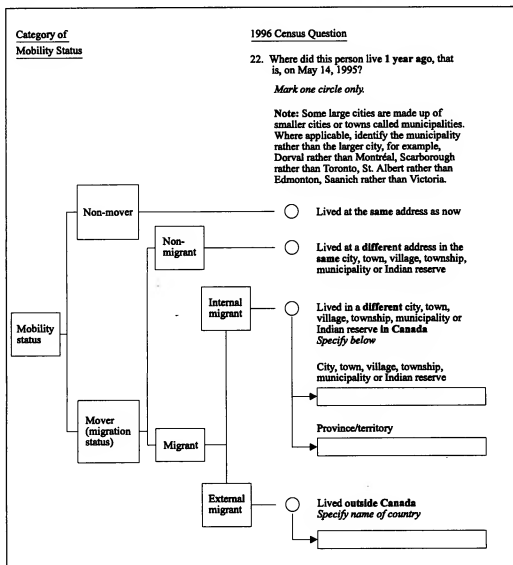 Category of
Mobility Status
1996 Census Question
22. Where did this person live 1 year ago, that
is, on May 14, 1995?
Mark one circle only.
Note: Some large cities are made up of
smaller cities or towns called municipalities.
Where applicable, identify the municipality
rather than the larger city, for example,
Dorval rather than Montréal, Scarborough
rather than Toronto, St. Albert rather than
Edmonton, Saanich rather than Victoria.
Non-mover
Lived at the same address as now
Non-
migrant
Lived at a different address in the
same city, town, village, township,
municipality or Indian reserve
Internal
migrant
Lived in a different city, town,
village, township, municipality or
Indian reserve in Canada
Specify below
Mobility
status
City, town, village, township,
municipality or Indian reserve
Mover
(migration
status)
Migrant
Province/territory
External
migrant
Lived outside Canada
Specify name of country